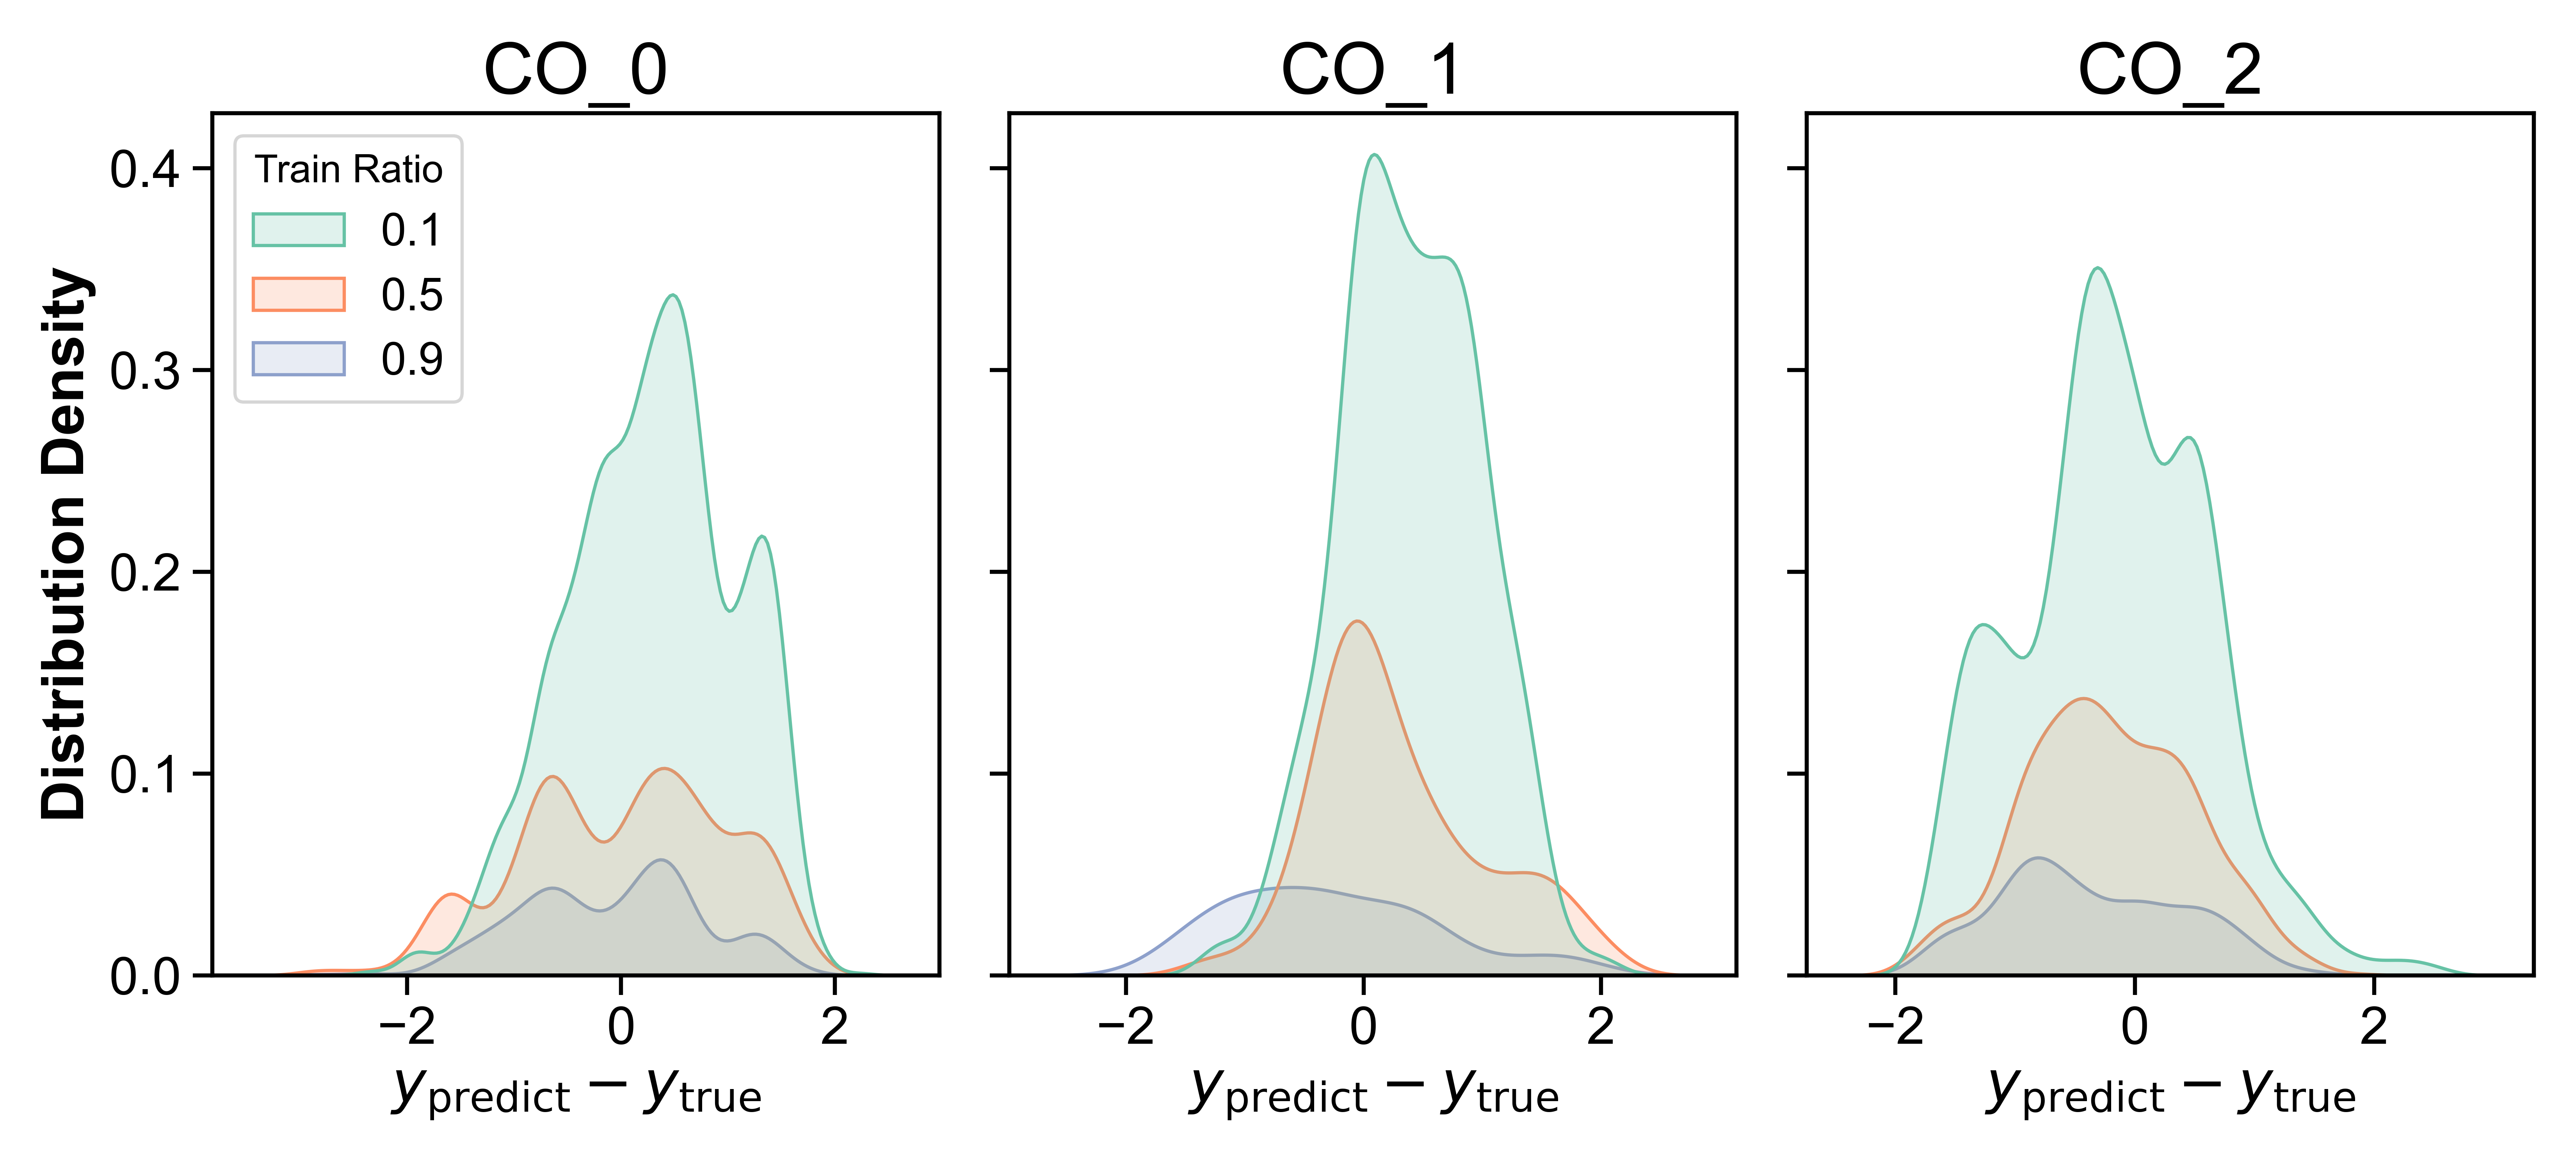 CO_0
CO_1
CO_2
Distribution Density
0.4
0.3
0.2
0.1
0.0
Train Ratio
0.1
0.5
0.9
−2 0 2
−2 0 2
−2 0 2
y_predict − y_true
y_predict − y_true
y_predict − y_true